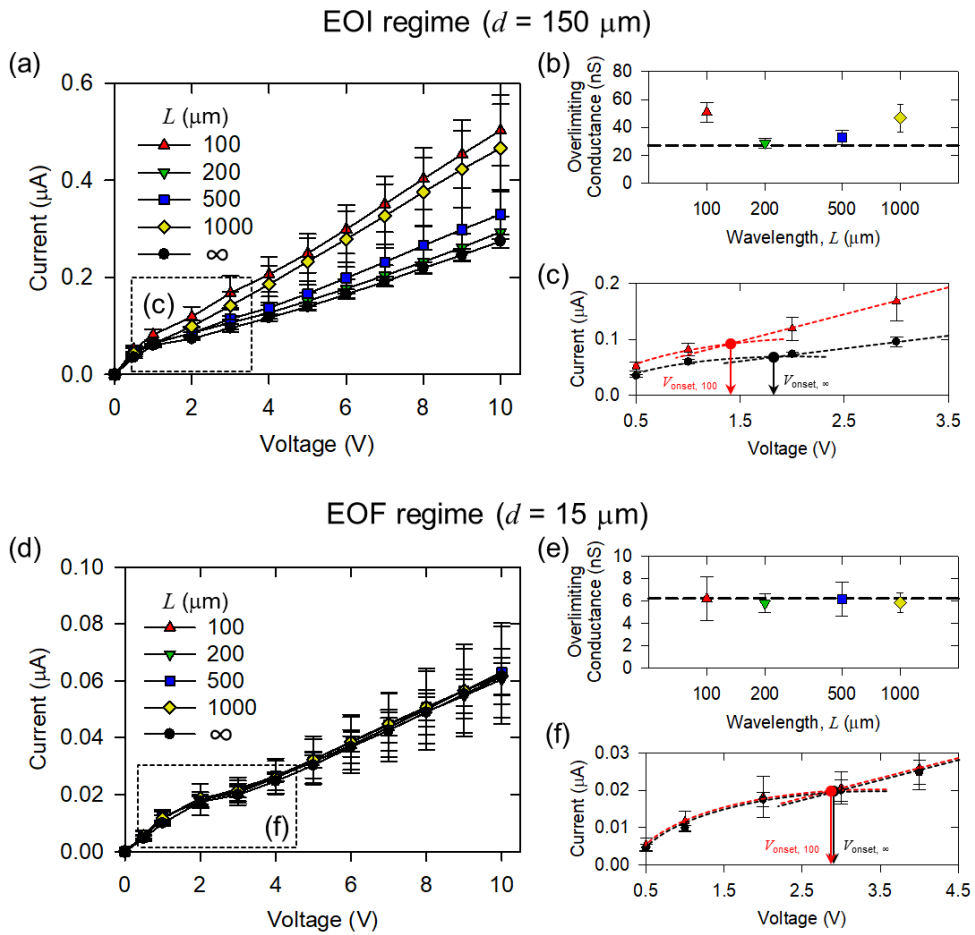 EOI regime (d = 150 μm)
(a)
Current (μA)
0.6
0.4
0.2
0.0
L (μm)
100
200
500
1000
∞
(c)
0 2 4 6 8 10
Voltage (V)
(b)
Overlimiting
Conductance (nS)
80
60
40
20
0
100 200 500 1000
Wavelength, L (μm)
(c)
Current (μA)
0.2
0.1
0.0
Vonset, 100
Vonset, ∞
0.5 1.5 2.5 3.5
Voltage (V)
EOF regime (d = 15 μm)
(d)
Current (μA)
0.10
0.08
0.06
0.04
0.02
0.00
L (μm)
100
200
500
1000
∞
(f)
0 2 4 6 8 10
Voltage (V)
(e)
Overlimiting
Conductance (nS)
10
8
6
4
2
0
100 200 500 1000
Wavelength, L (μm)
(f)
Current (μA)
0.03
0.02
0.01
0.00
Vonset, 100
Vonset, ∞
0.5 1.5 2.5 3.5 4.5
Voltage (V)